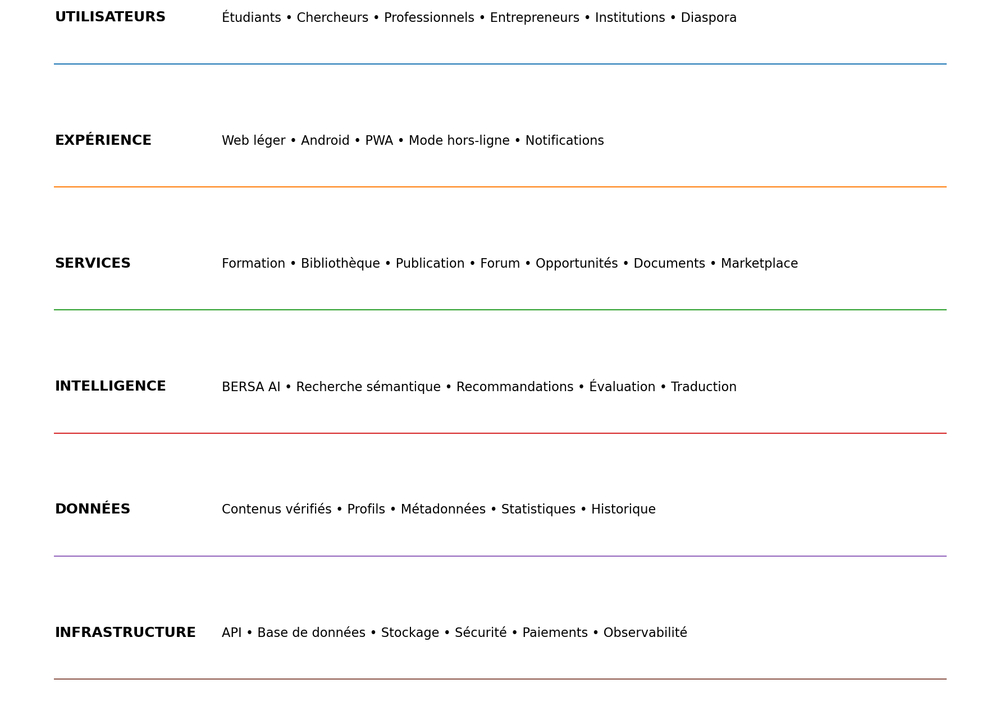 UTILISATEURS Étudiants • Chercheurs • Professionnels • Entrepreneurs • Institutions • Diaspora
EXPÉRIENCE Web léger • Android • PWA • Mode hors-ligne • Notifications
SERVICES Formation • Bibliothèque • Publication • Forum • Opportunités • Documents • Marketplace
INTELLIGENCE BERSA AI • Recherche sémantique • Recommandations • Évaluation • Traduction
DONNÉES Contenus vérifiés • Profils • Métadonnées • Statistiques • Historique
INFRASTRUCTURE API • Base de données • Stockage • Sécurité • Paiements • Observabilité